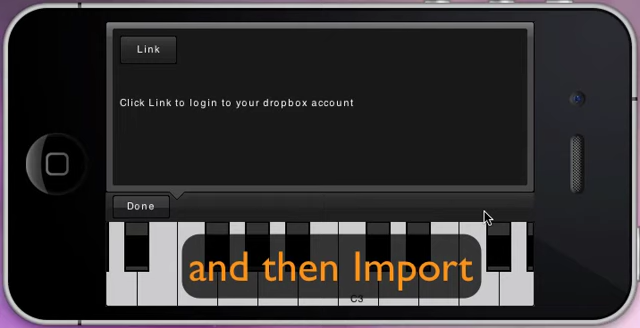 Link
Click Link to login to your dropbox account
Done
and then Import
C3